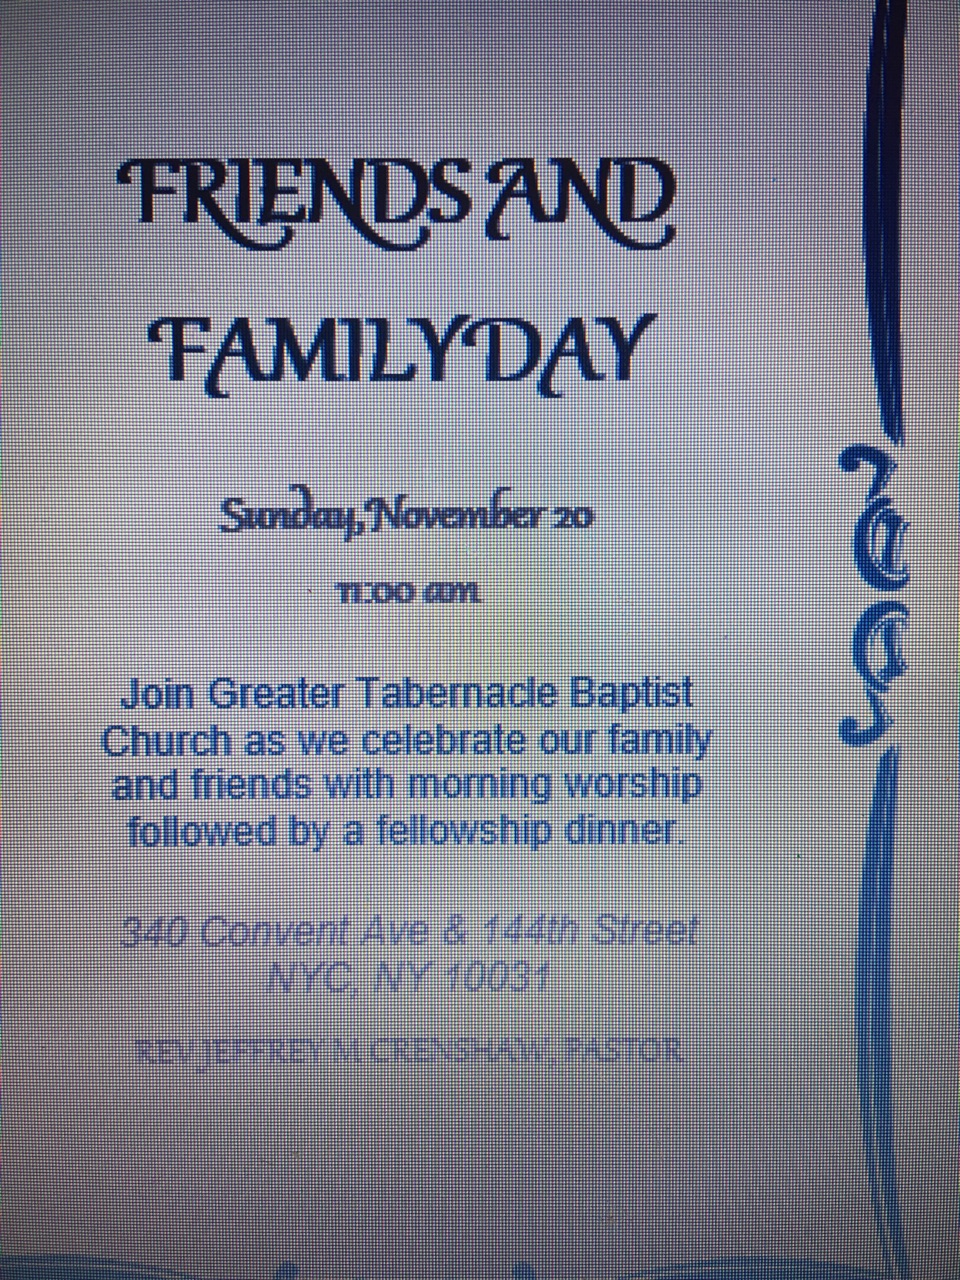 FRIENDS AND
FAMILY DAY
Sunday, November 20
11:00 am
Join Greater Tabernacle Baptist
Church as we celebrate our family
and friends with morning worship
followed by a fellowship dinner.
340 Convent Ave & 144th Street
NYC, NY 10031
REV JEFFREY M CRENSHAW, PASTOR